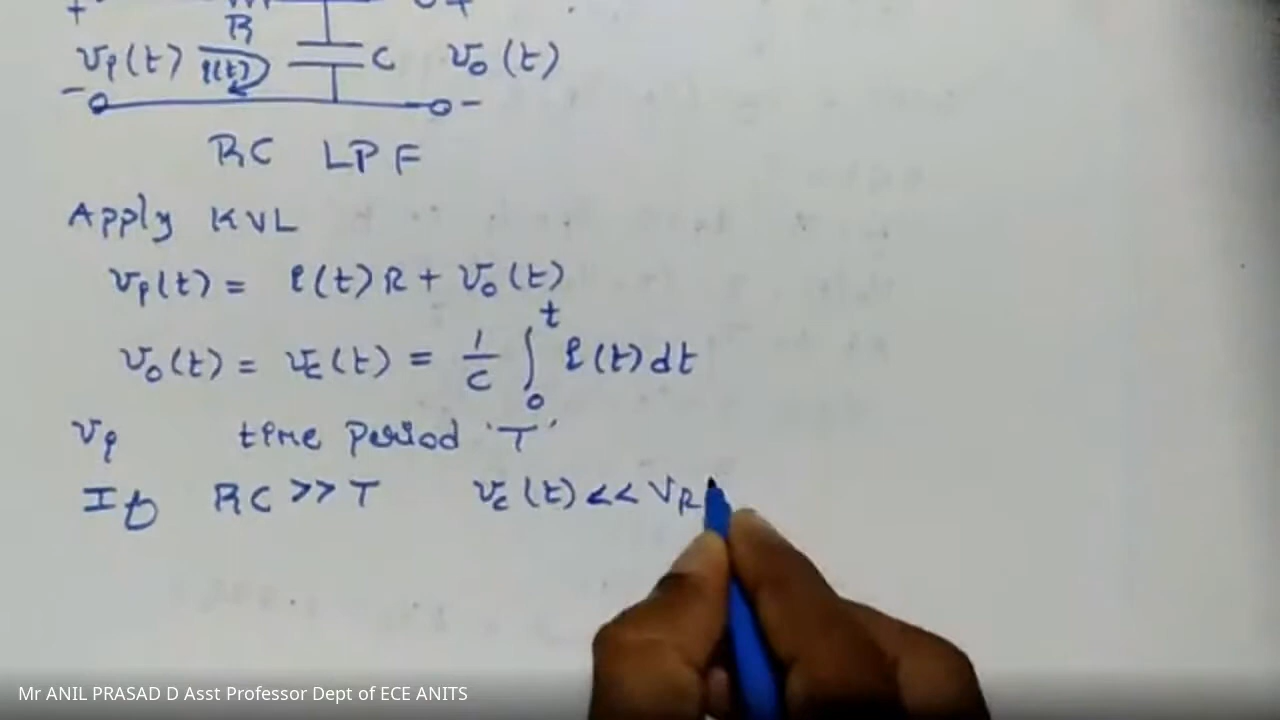 + R +
vi(t) i(t) C vo(t)
- -
RC LPF
Apply KVL
vi(t) = i(t) R + vo(t)
vo(t) = vc(t) = 1/C ∫₀ᵗ i(t) dt
vi time period 'T'
If RC >> T vc(t) << VR
Mr ANIL PRASAD D Asst Professor Dept of ECE ANITS